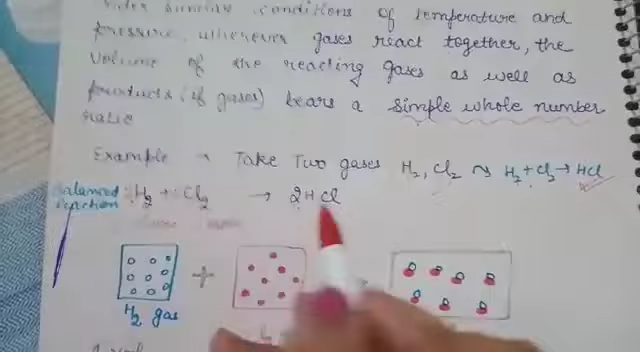 conditions of temperature and
pressure, whenever gases react together, the
volume of the reacting gases as well as
products (if gases) bears a simple whole number
ratio
Example → Take Two gases H₂, Cl₂ ⇝ H₂ + Cl₂ → HCl
Balanced reaction H₂ + Cl₂ → 2HCl
+
H₂ gas